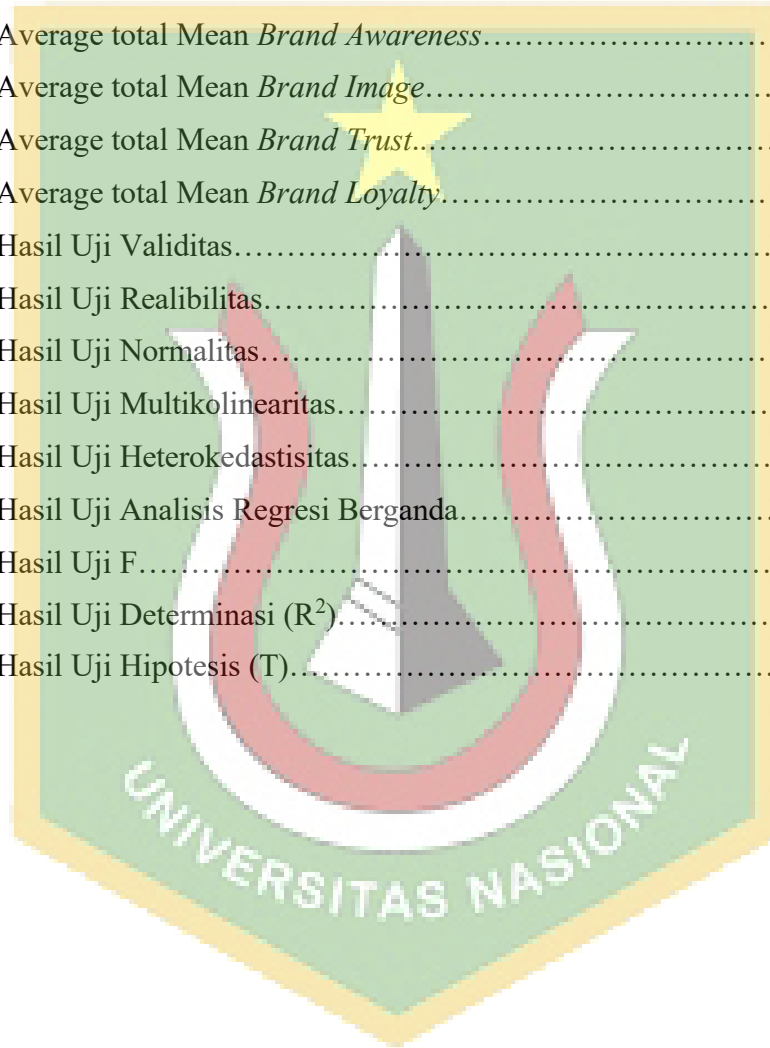 Average total Mean Brand Awareness……………………………
Average total Mean Brand Image…………………………………
Average total Mean Brand Trust...…………………………………
Average total Mean Brand Loyalty………………………………
Hasil Uji Validitas…………………………………………………
Hasil Uji Realibilitas………………………………………………
Hasil Uji Normalitas………………………………………………
Hasil Uji Multikolinearitas…………………………………………
Hasil Uji Heterokedastisitas………………………………………
Hasil Uji Analisis Regresi Berganda………………………………
Hasil Uji F…………………………………………………………
Hasil Uji Determinasi (R²)…………………………………………
Hasil Uji Hipotesis (T)……………………………………………
UNIVERSITAS NASIONAL